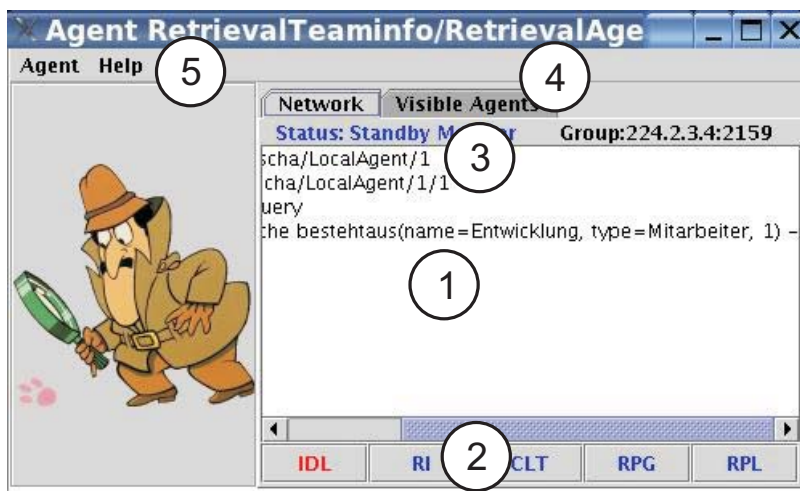 Agent RetrievalTeaminfo/RetrievalAge
Agent Help 5
4
Network Visible Agents
Status: Standby Group:224.2.3.4:2159
scha/LocalAgent/1 3
cha/LocalAgent/1/1
uery
che bestehtaus(name=Entwicklung, type=Mitarbeiter, 1) –
1
IDL RI 2 CLT RPG RPL